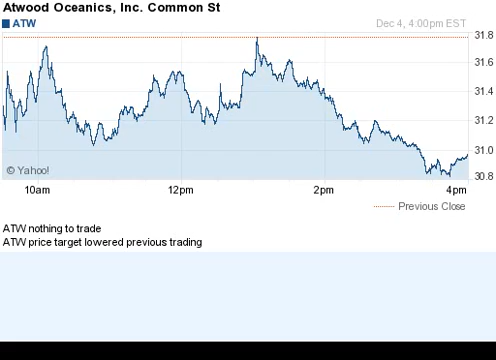 Atwood Oceanics, Inc. Common St
ATW
Dec 4, 4:00pm EST
31.8
31.6
31.4
31.2
31.0
30.8
© Yahoo!
10am 12pm 2pm 4pm
Previous Close
ATW nothing to trade
ATW price target lowered previous trading